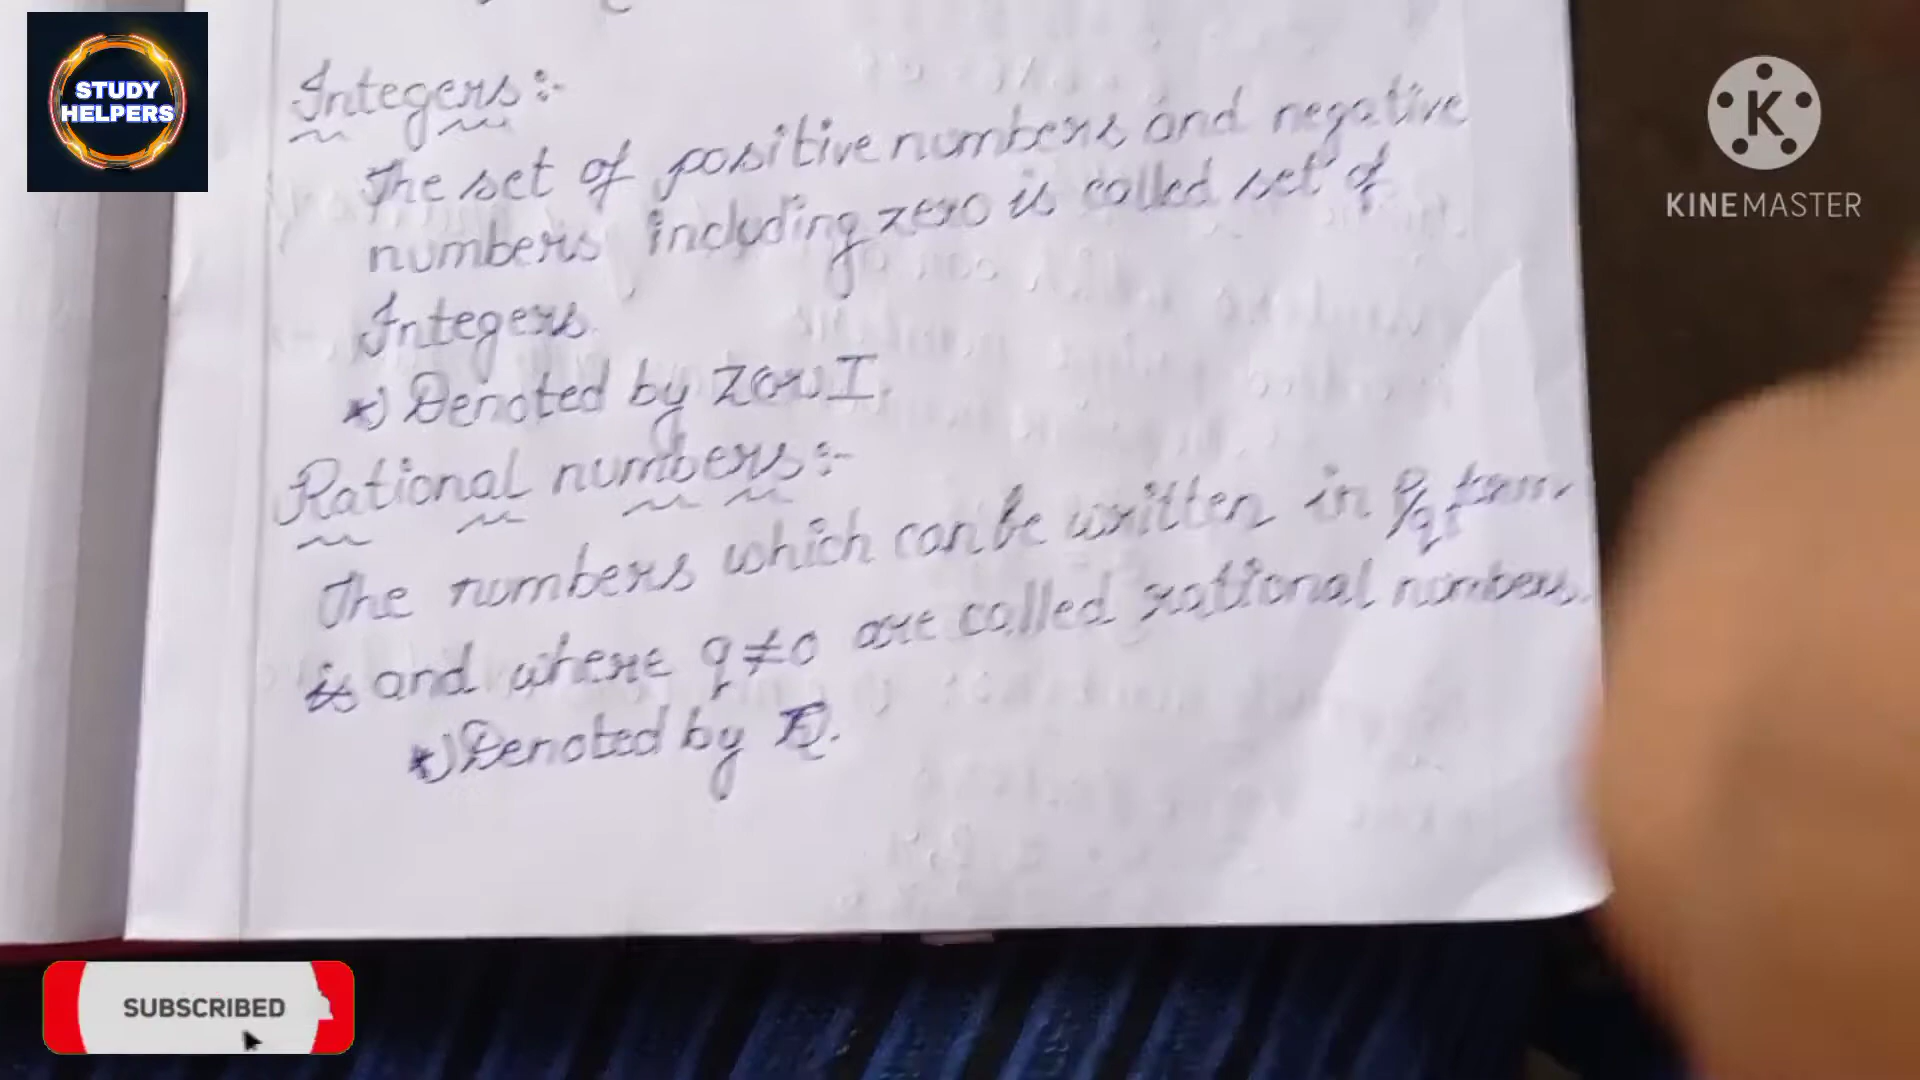 STUDY
HELPERS
KINEMASTER
Integers:-
The set of positive numbers and negative
numbers including zero is called set of
Integers.
*) Denoted by Z or I.
Rational numbers:-
The numbers which can be written in p/q form
is and where q≠0 are called rational numbers.
*) Denoted by Q.
SUBSCRIBED